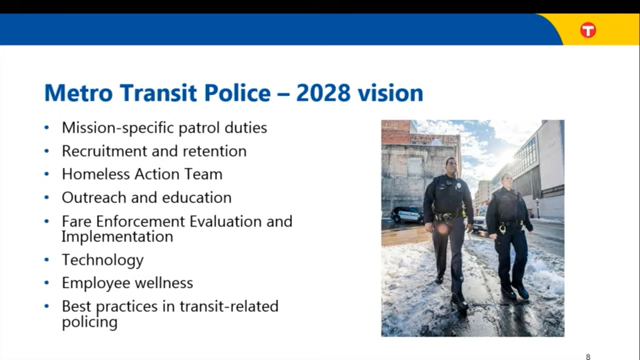 T
Metro Transit Police – 2028 vision
• Mission-specific patrol duties
• Recruitment and retention
• Homeless Action Team
• Outreach and education
• Fare Enforcement Evaluation and
Implementation
• Technology
• Employee wellness
• Best practices in transit-related
policing
8